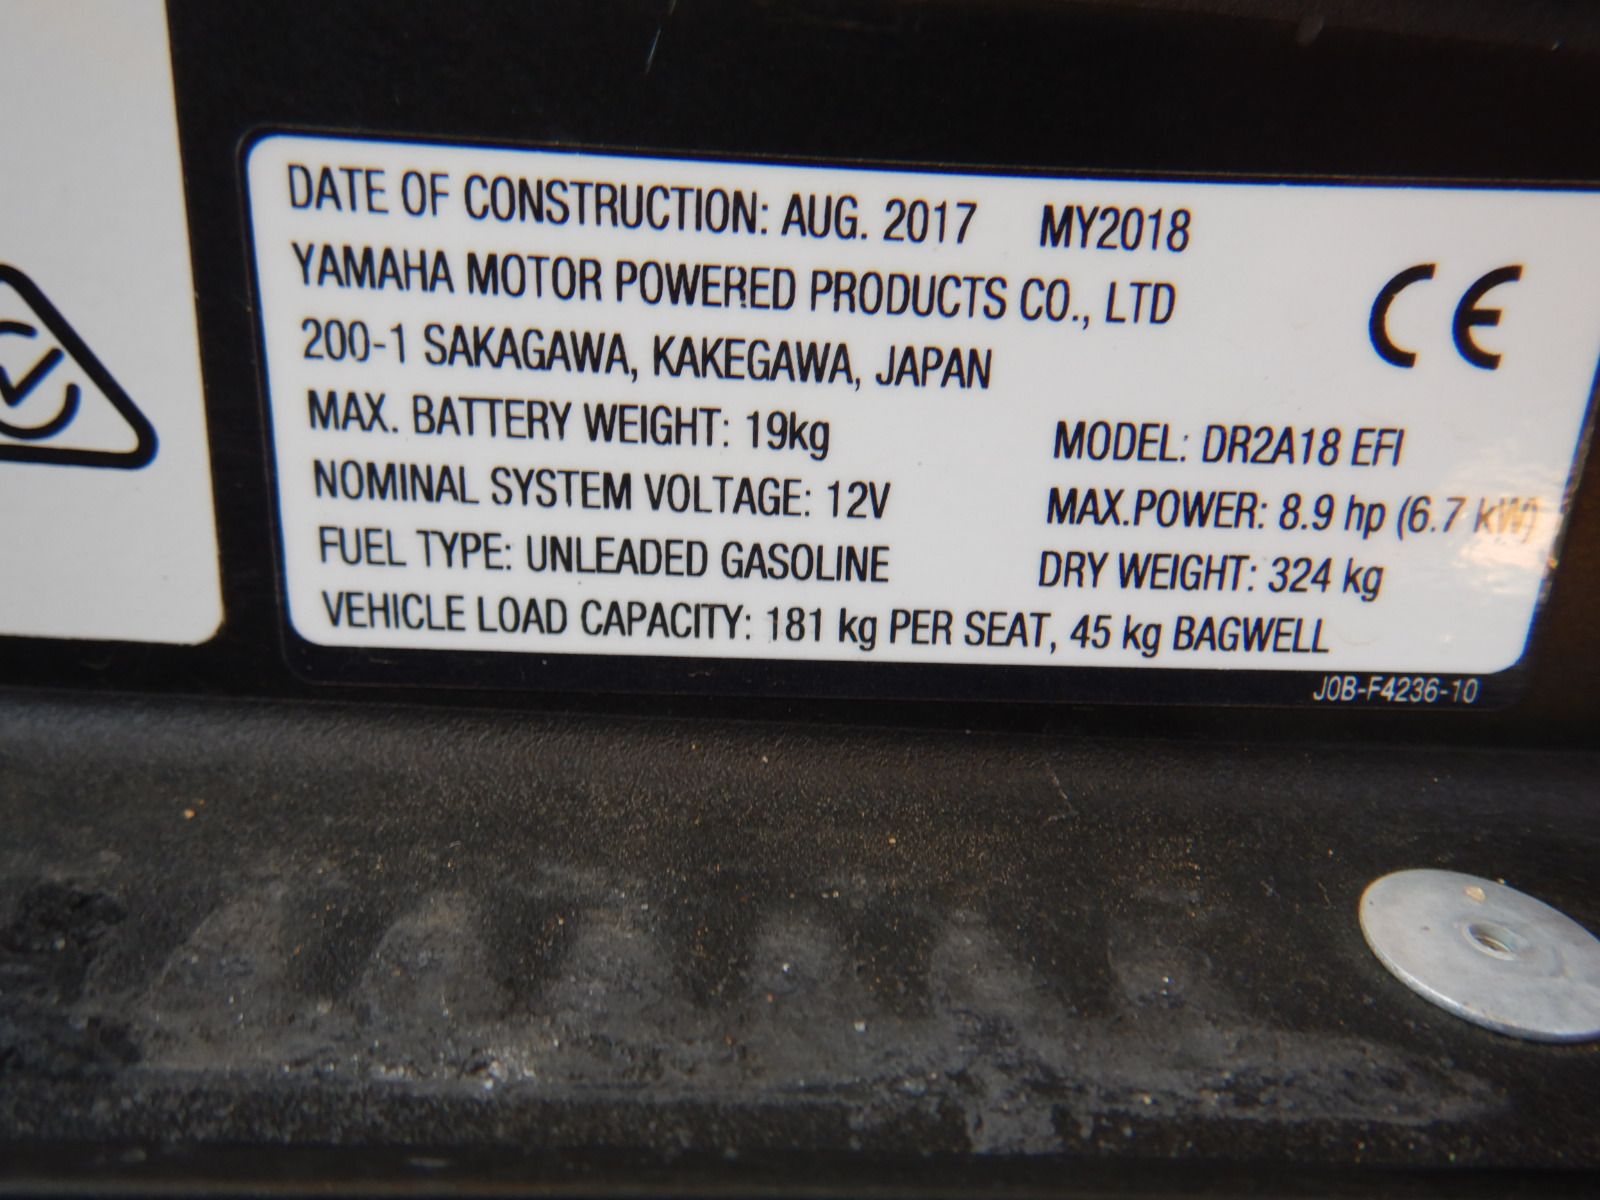 DATE OF CONSTRUCTION: AUG. 2017 MY2018
YAMAHA MOTOR POWERED PRODUCTS CO., LTD
200-1 SAKAGAWA, KAKEGAWA, JAPAN
CE
MAX. BATTERY WEIGHT: 19kg
MODEL: DR2A18 EFI
NOMINAL SYSTEM VOLTAGE: 12V
MAX.POWER: 8.9 hp (6.7 kW)
FUEL TYPE: UNLEADED GASOLINE
DRY WEIGHT: 324 kg
VEHICLE LOAD CAPACITY: 181 kg PER SEAT, 45 kg BAGWELL
J0B-F4236-10